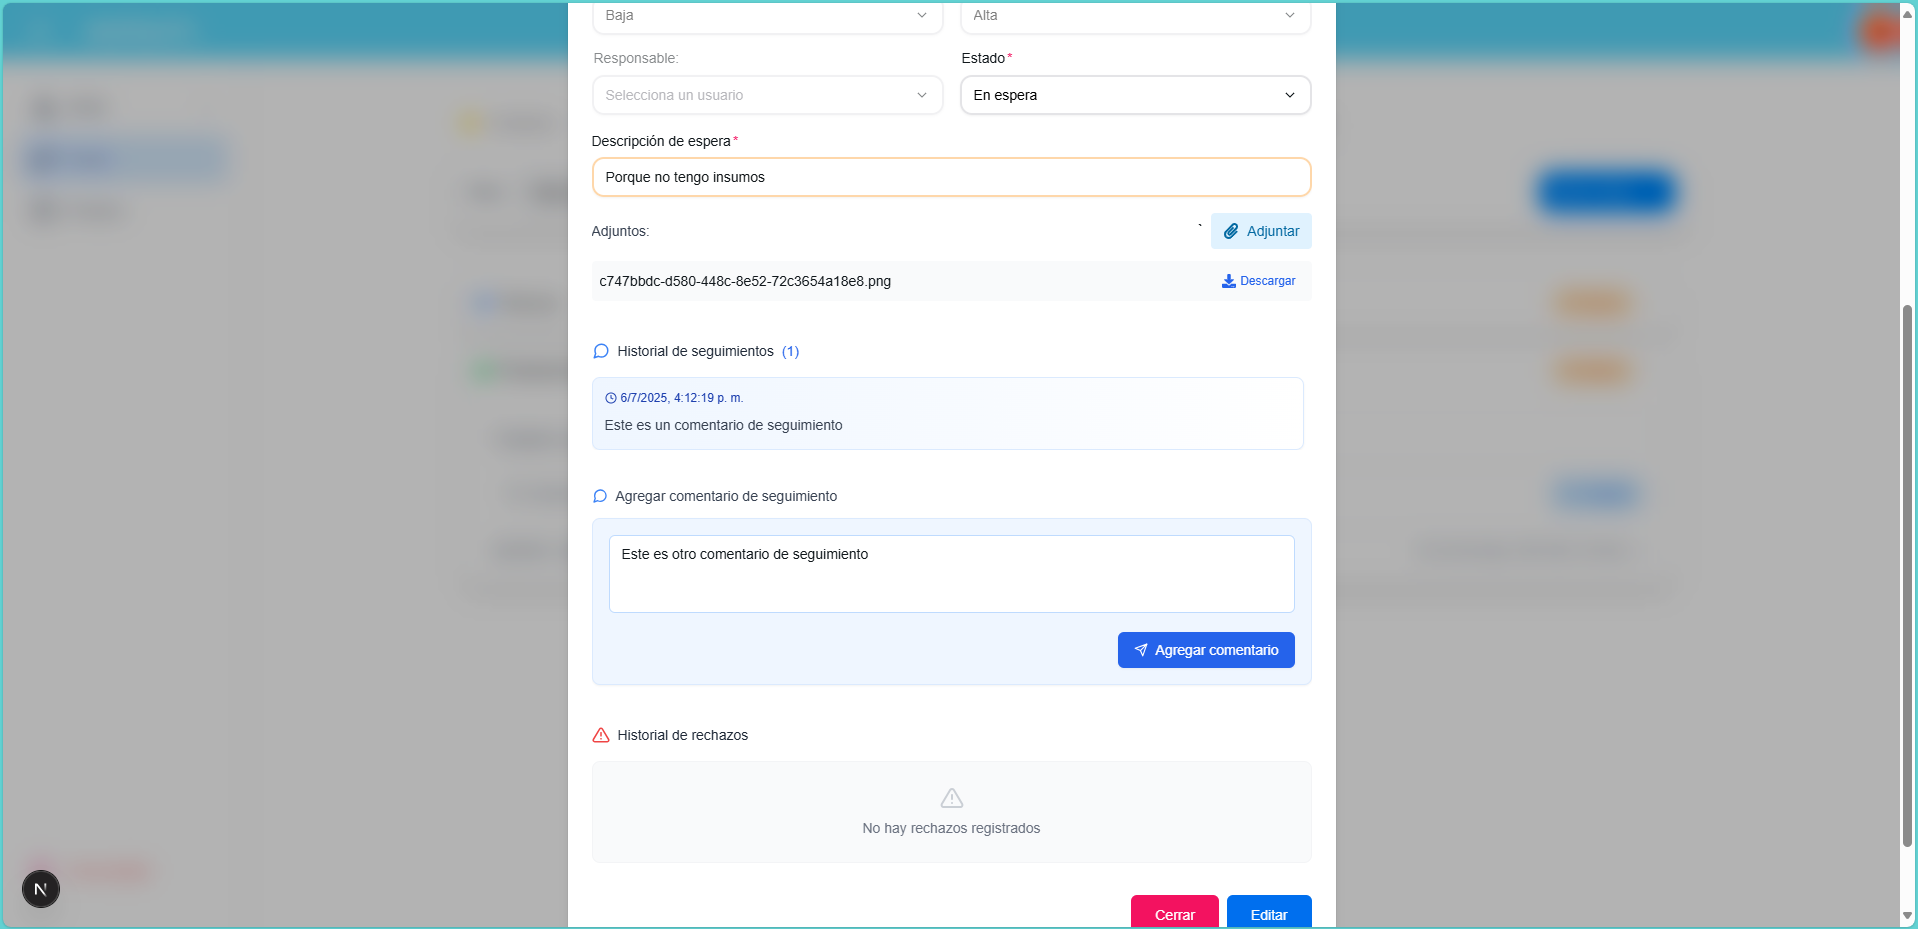 Baja
Alta
Responsable:
Estado*
Selecciona un usuario
En espera
Descripción de espera*
Porque no tengo insumos
Adjuntos:
` Adjuntar
c747bbdc-d580-448c-8e52-72c3654a18e8.png
Descargar
Historial de seguimientos (1)
6/7/2025, 4:12:19 p. m.
Este es un comentario de seguimiento
Agregar comentario de seguimiento
Este es otro comentario de seguimiento
Agregar comentario
Historial de rechazos
No hay rechazos registrados
N
Cerrar
Editar